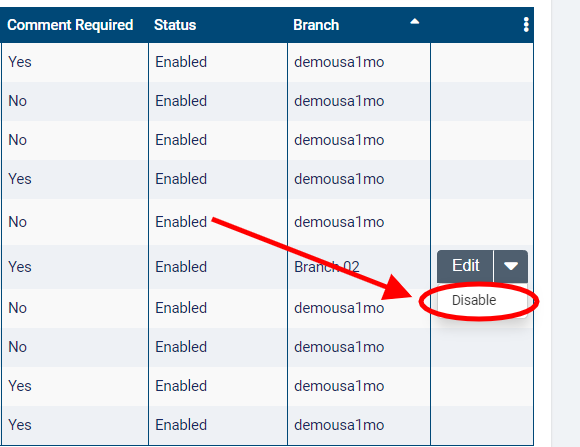 Comment Required Status Branch
Yes Enabled demousa1mo
No Enabled demousa1mo
No Enabled demousa1mo
Yes Enabled demousa1mo
No Enabled demousa1mo
Yes Enabled Branch 02 Edit
Disable
No Enabled demousa1mo
No Enabled demousa1mo
Yes Enabled demousa1mo
Yes Enabled demousa1mo